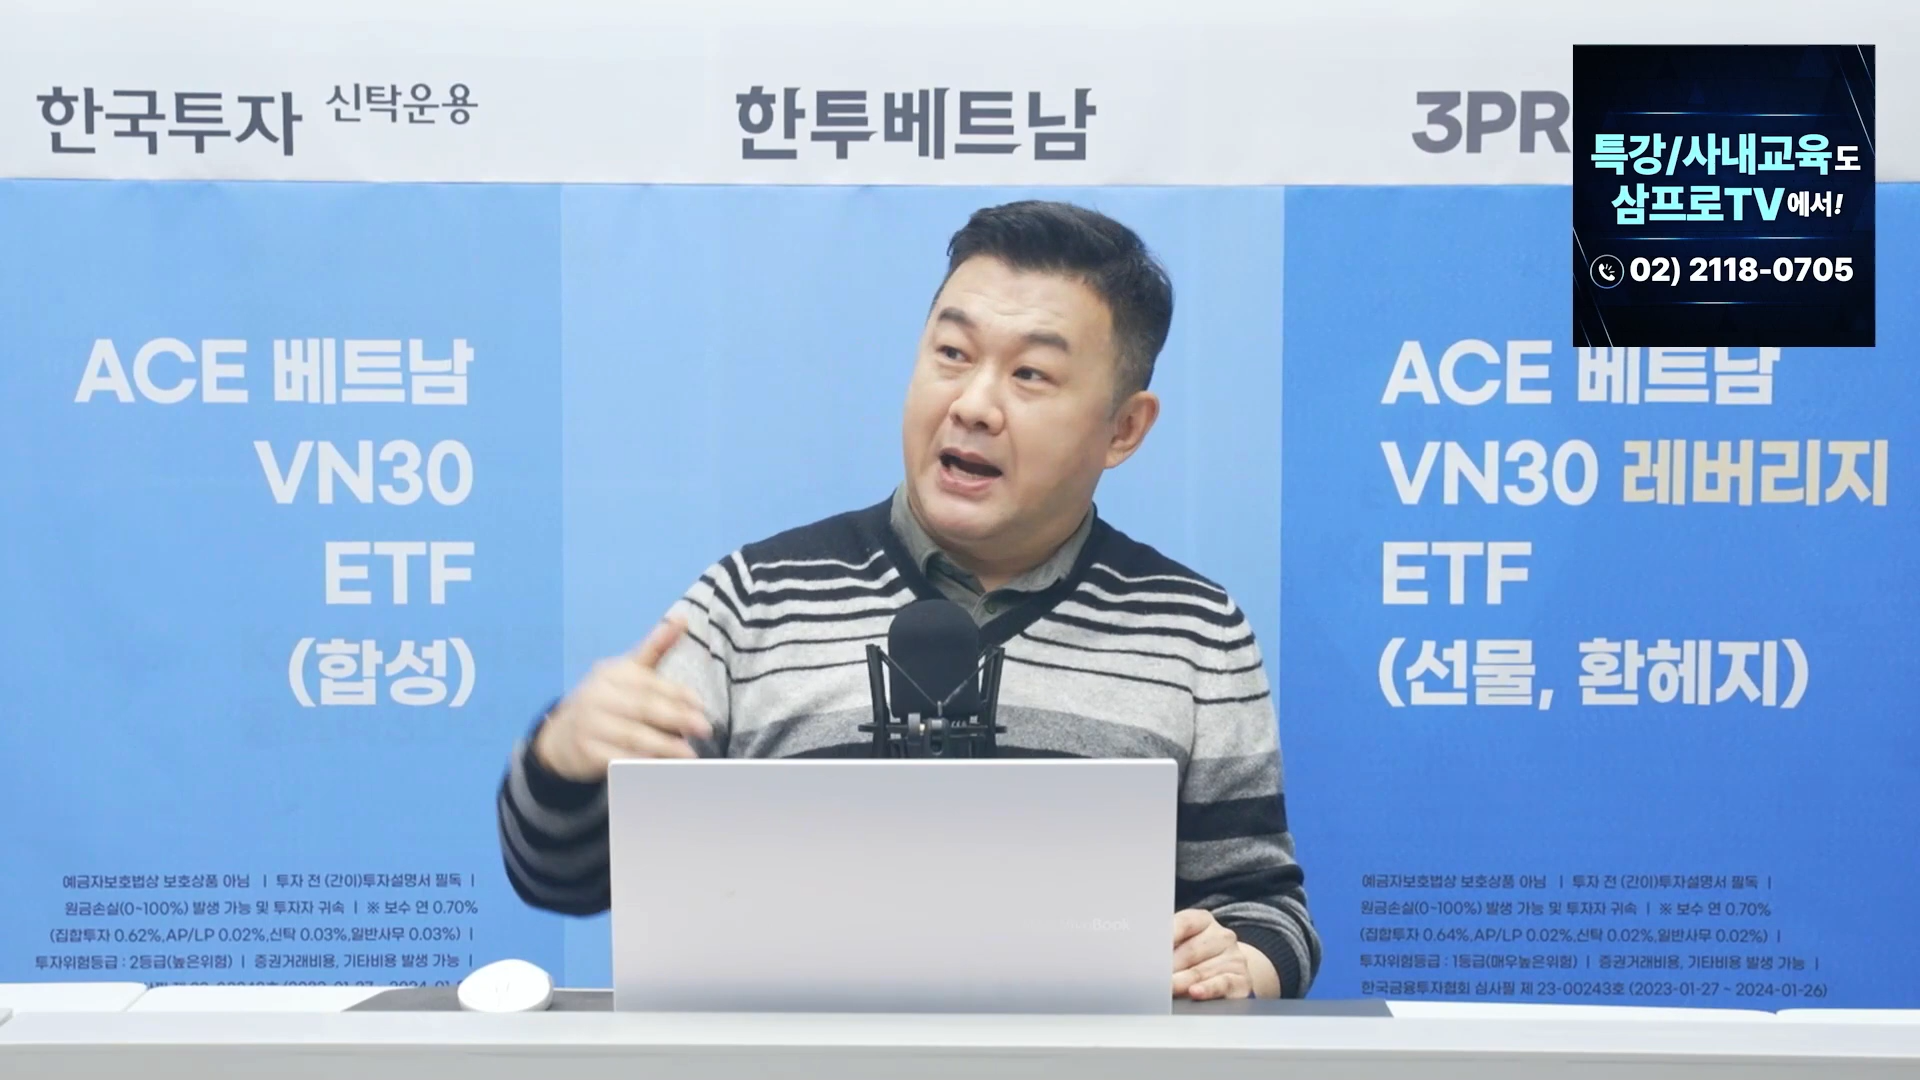 한국투자 신탁운용
한투베트남
3PR
특강/사내교육도
삼프로TV에서!
02) 2118-0705
ACE 베트남
VN30
ETF
(합성)
예금자보호법상 보호상품 아님 | 투자 전 (간이)투자설명서 필독 |
원금손실(0~100%) 발생 가능 및 투자자 귀속 | ※ 보수 연 0.70%
(집합투자 0.62%,AP/LP 0.02%,신탁 0.03%,일반사무 0.03%) |
투자위험등급 : 2등급(높은위험) | 증권거래비용, 기타비용 발생 가능 |
ACE 베트남
VN30 레버리지
ETF
(선물, 환헤지)
예금자보호법상 보호상품 아님 | 투자 전 (간이)투자설명서 필독 |
원금손실(0~100%) 발생 가능 및 투자자 귀속 | ※ 보수 연 0.70%
(집합투자 0.64%,AP/LP 0.02%,신탁 0.02%,일반사무 0.02%) |
투자위험등급 : 1등급(매우높은위험) | 증권거래비용, 기타비용 발생 가능 |
한국금융투자협회 심사필 제 23-00243호 (2023-01-27 ~ 2024-01-26)